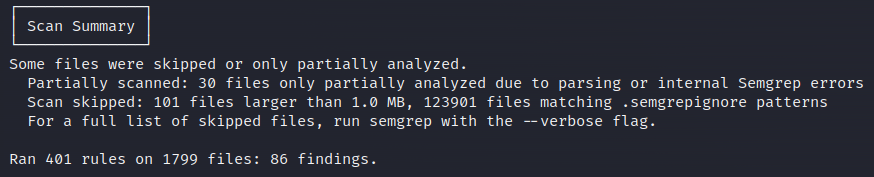 Scan Summary
Some files were skipped or only partially analyzed.
Partially scanned: 30 files only partially analyzed due to parsing or internal Semgrep errors
Scan skipped: 101 files larger than 1.0 MB, 123901 files matching .semgrepignore patterns
For a full list of skipped files, run semgrep with the --verbose flag.
Ran 401 rules on 1799 files: 86 findings.